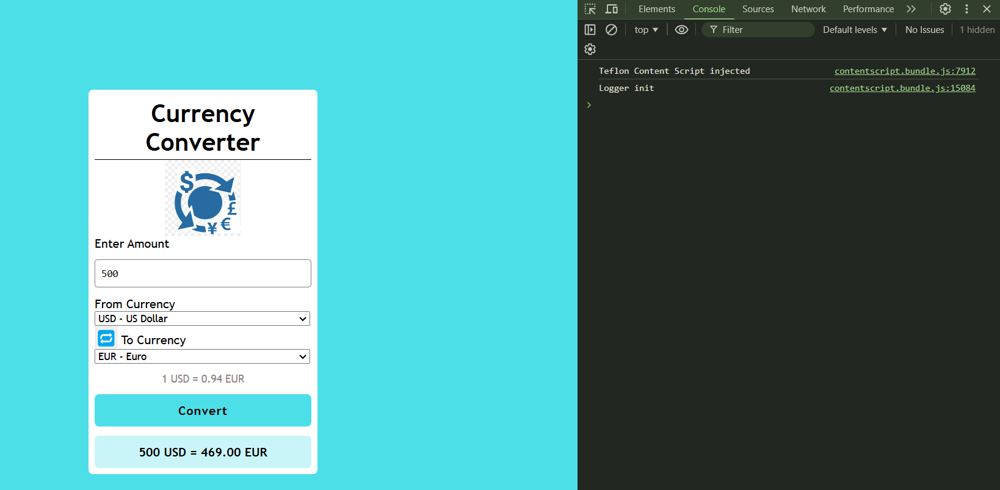 Currency
Converter
$
£
€
¥
Enter Amount
500
From Currency
USD - US Dollar
To Currency
EUR - Euro
1 USD = 0.94 EUR
Convert
500 USD = 469.00 EUR
Elements Console Sources Network Performance
top Filter Default levels No Issues 1 hidden
Teflon Content Script injected contentscript.bundle.js:7912
Logger init contentscript.bundle.js:15084